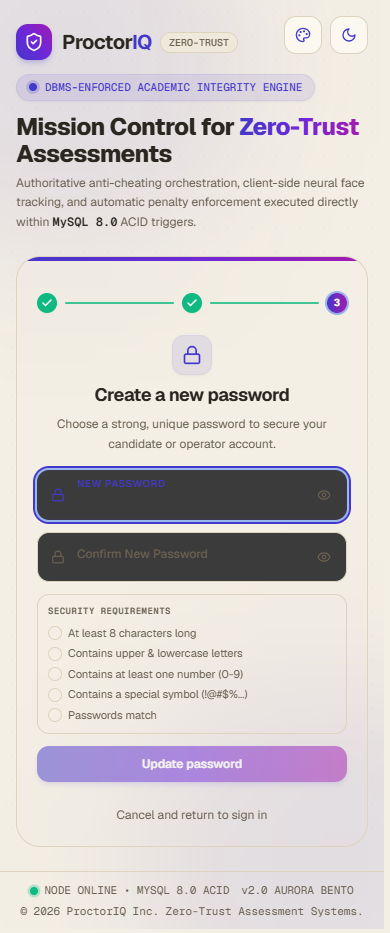 ProctorIQ ZERO-TRUST
DBMS-ENFORCED ACADEMIC INTEGRITY ENGINE
Mission Control for Zero-Trust
Assessments
Authoritative anti-cheating orchestration, client-side neural face
tracking, and automatic penalty enforcement executed directly
within MySQL 8.0 ACID triggers.
3
Create a new password
Choose a strong, unique password to secure your
candidate or operator account.
NEW PASSWORD
Confirm New Password
SECURITY REQUIREMENTS
At least 8 characters long
Contains upper & lowercase letters
Contains at least one number (0-9)
Contains a special symbol (!@#$%...)
Passwords match
Update password
Cancel and return to sign in
NODE ONLINE • MYSQL 8.0 ACID v2.0 AURORA BENTO
© 2026 ProctorIQ Inc. Zero-Trust Assessment Systems.